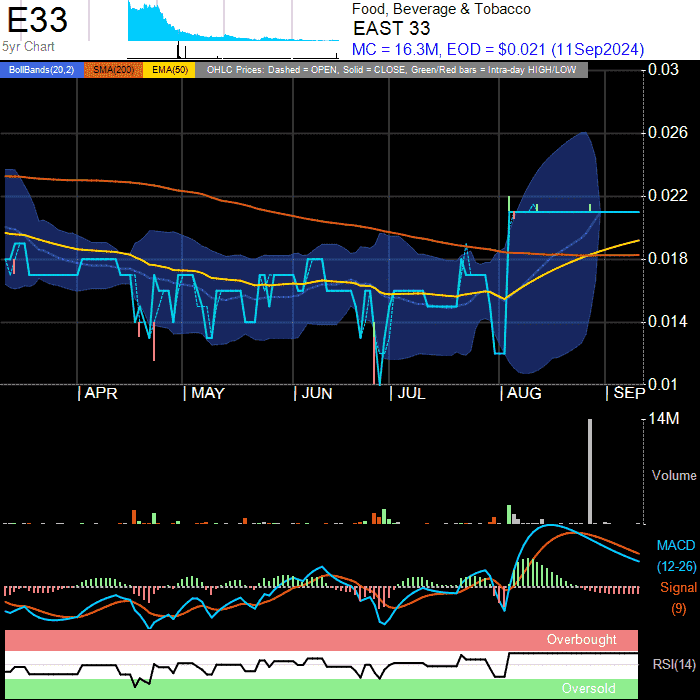 E33
5yr Chart
Food, Beverage & Tobacco
EAST 33
MC = 16.3M, EOD = $0.021 (11Sep2024)
BollBands(20,2) SMA(200) EMA(50) OHLC Prices: Dashed = OPEN, Solid = CLOSE, Green/Red bars = Intra-day HIGH/LOW
0.03
0.026
0.022
0.018
0.014
0.01
| APR | MAY | JUN | JUL | AUG | SEP
14M
Volume
MACD
(12-26)
Signal
(9)
Overbought
RSI(14)
Oversold